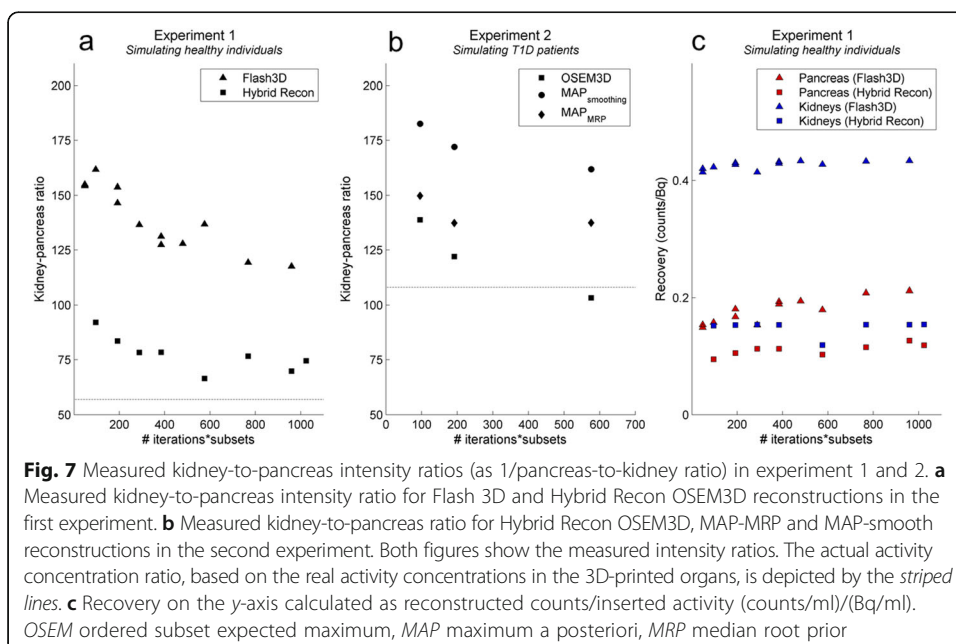 a
Experiment 1
Simulating healthy individuals
▲ Flash3D
■ Hybrid Recon
200
175
150
125
100
75
50
Kidney-pancreas ratio
200 400 600 800 1000
# iterations*subsets
b
Experiment 2
Simulating T1D patients
■ OSEM3D
● MAP smoothing
♦ MAP MRP
200
175
150
125
100
75
50
Kidney-pancreas ratio
0 100 200 300 400 500 600 700
# iterations*subsets
c
Experiment 1
Simulating healthy individuals
▲ Pancreas (Flash3D)
■ Pancreas (Hybrid Recon)
▲ Kidneys (Flash3D)
■ Kidneys (Hybrid Recon)
0.4
0.2
0
Recovery (counts/Bq)
200 400 600 800 1000
# iterations*subsets
Fig. 7 Measured kidney-to-pancreas intensity ratios (as 1/pancreas-to-kidney ratio) in experiment 1 and 2. a
Measured kidney-to-pancreas intensity ratio for Flash 3D and Hybrid Recon OSEM3D reconstructions in the
first experiment. b Measured kidney-to-pancreas ratio for Hybrid Recon OSEM3D, MAP-MRP and MAP-smooth
reconstructions in the second experiment. Both figures show the measured intensity ratios. The actual activity
concentration ratio, based on the real activity concentrations in the 3D-printed organs, is depicted by the striped
lines. c Recovery on the y-axis calculated as reconstructed counts/inserted activity (counts/ml)/(Bq/ml).
OSEM ordered subset expected maximum, MAP maximum a posteriori, MRP median root prior